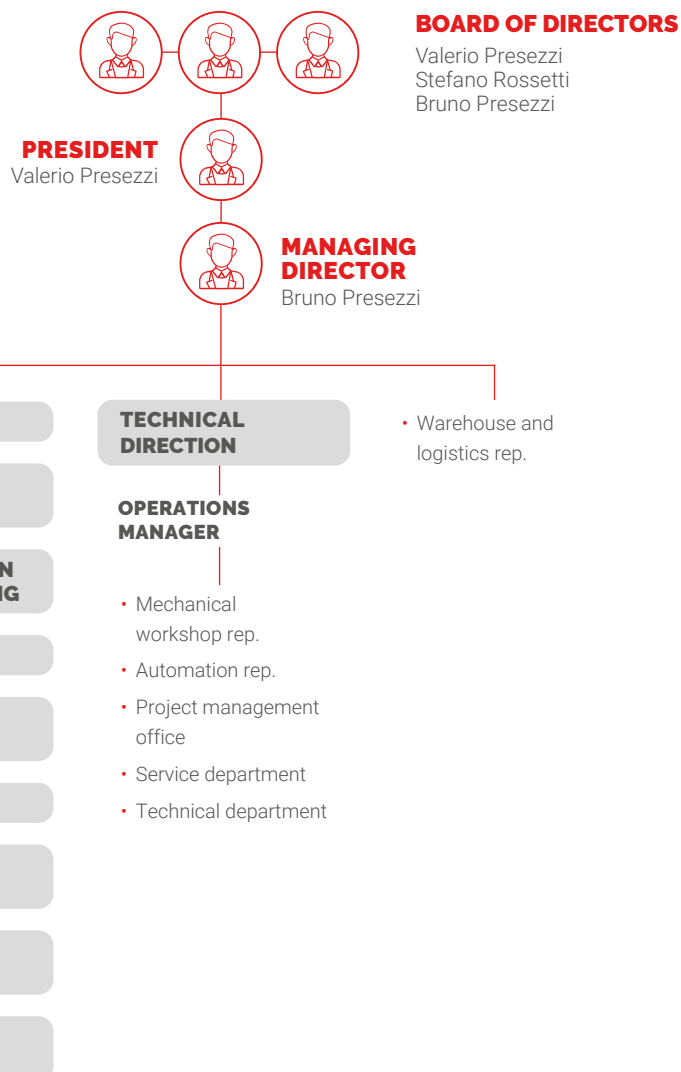 BOARD OF DIRECTORS
Valerio Presezzi
Stefano Rossetti
Bruno Presezzi
PRESIDENT
Valerio Presezzi
MANAGING
DIRECTOR
Bruno Presezzi
TECHNICAL
DIRECTION
OPERATIONS
MANAGER
• Mechanical
workshop rep.
• Automation rep.
• Project management
office
• Service department
• Technical department
• Warehouse and
logistics rep.